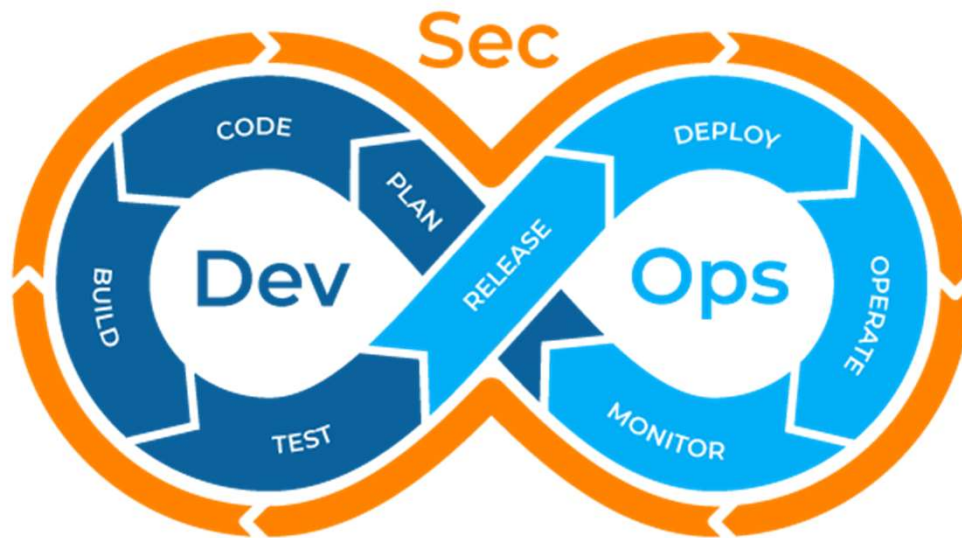 Sec
CODE
DEPLOY
PLAN
RELEASE
Dev
Ops
BUILD
OPERATE
TEST
MONITOR